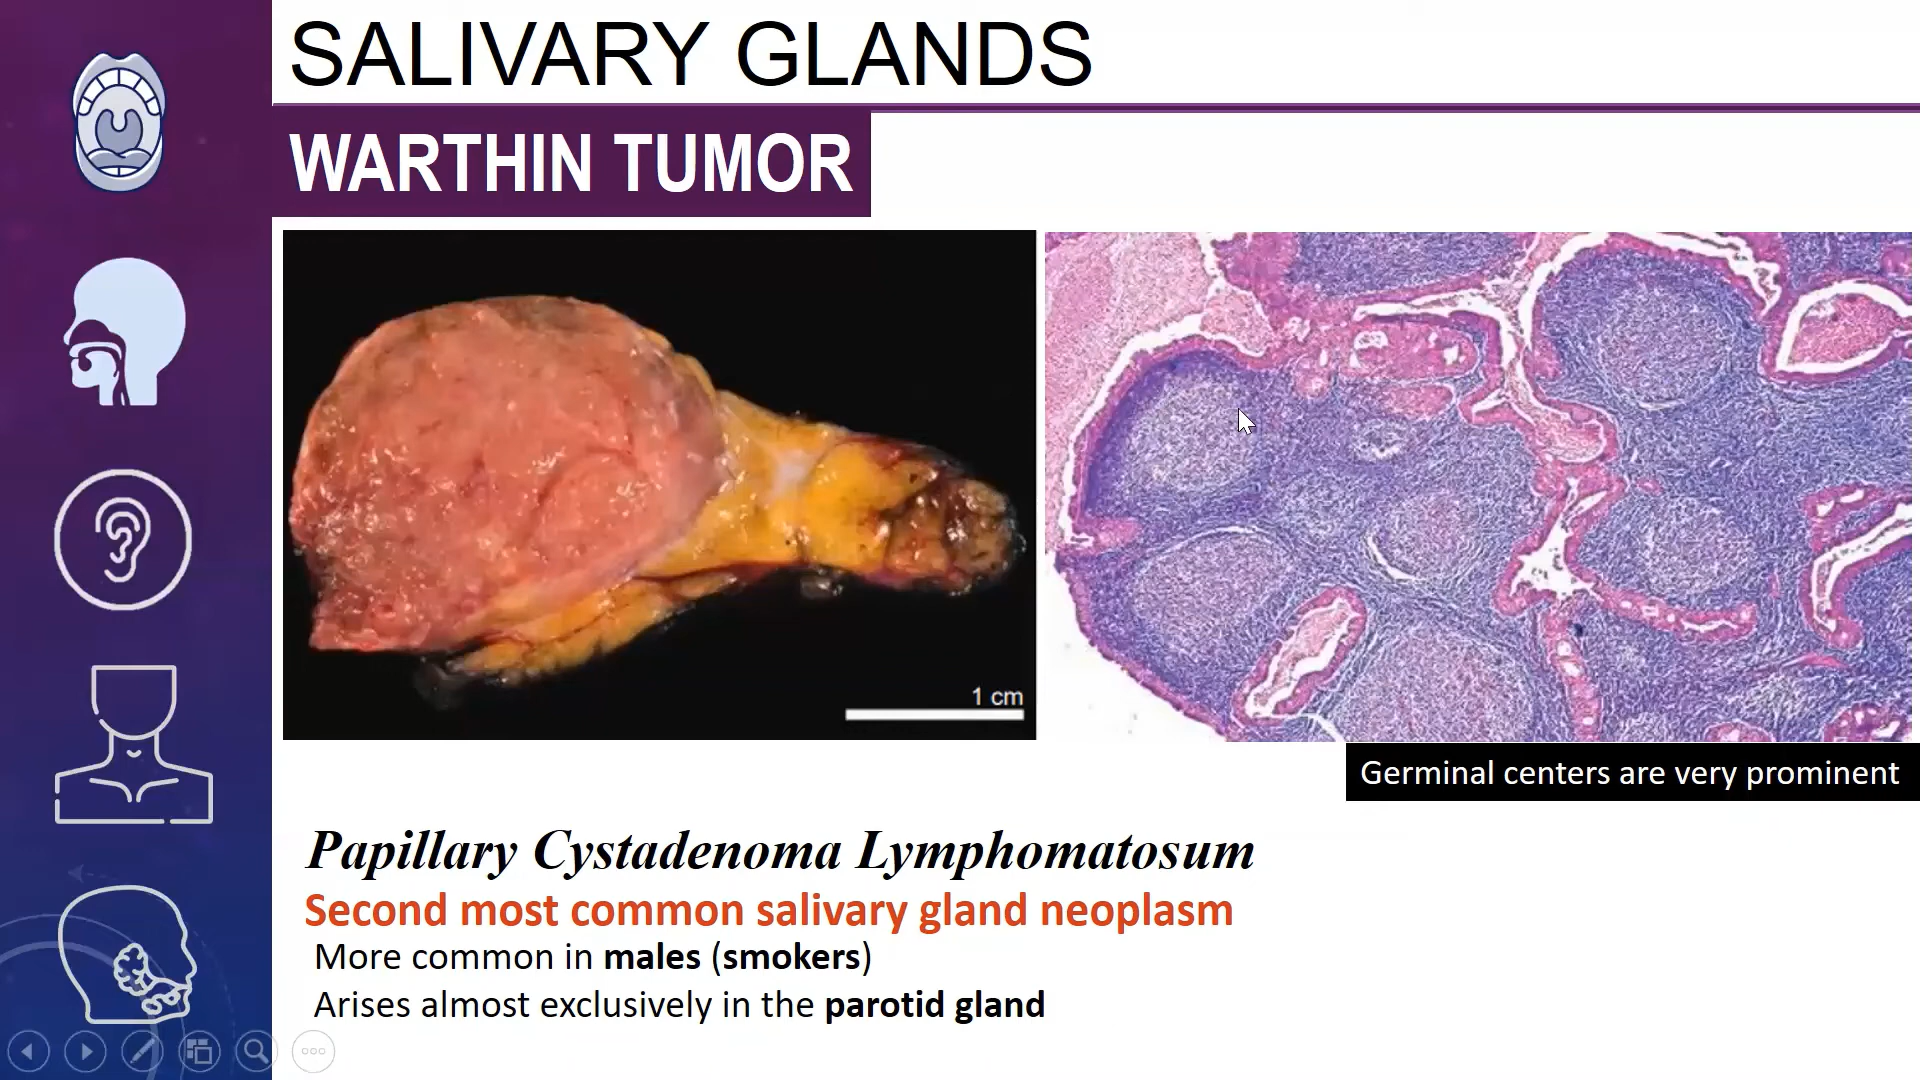 SALIVARY GLANDS
WARTHIN TUMOR
1 cm
Germinal centers are very prominent
Papillary Cystadenoma Lymphomatosum
Second most common salivary gland neoplasm
More common in males (smokers)
Arises almost exclusively in the parotid gland